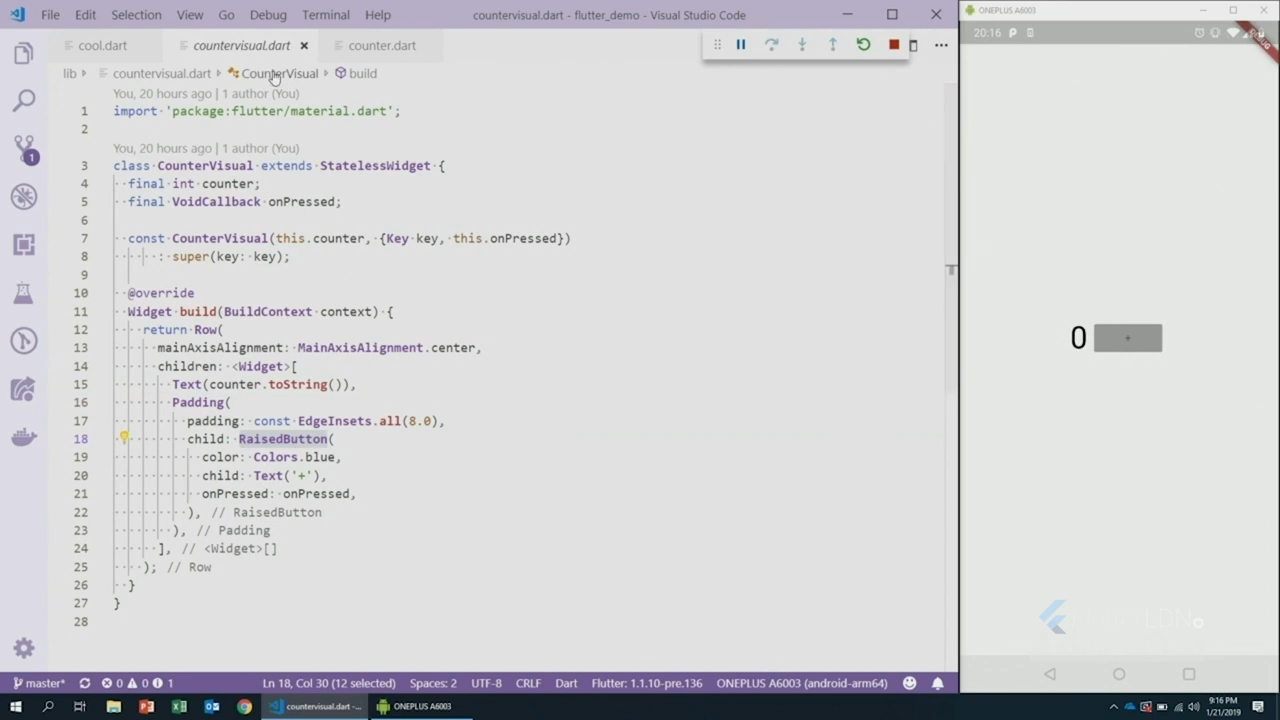 File Edit Selection View Go Debug Terminal Help
countervisual.dart - flutter_demo - Visual Studio Code
ONEPLUS A6003
cool.dart
countervisual.dart
counter.dart
20:16
lib countervisual.dart CounterVisual build
You, 20 hours ago | 1 author (You)
1 import 'package:flutter/material.dart';
2
You, 20 hours ago | 1 author (You)
3 class CounterVisual extends StatelessWidget {
4 final int counter;
5 final VoidCallback onPressed;
6
7 const CounterVisual(this.counter, {Key key, this.onPressed})
8 : super(key: key);
9
10 @override
11 Widget build(BuildContext context) {
12 return Row(
13 mainAxisAlignment: MainAxisAlignment.center,
14 children: <Widget>[
15 Text(counter.toString()),
16 Padding(
17 padding: const EdgeInsets.all(8.0),
18 child: RaisedButton(
19 color: Colors.blue,
20 child: Text('+'),
21 onPressed: onPressed,
22 ), // RaisedButton
23 ), // Padding
24 ], // <Widget>[]
25 ); // Row
26 }
27 }
28
0 +
LDN
1
master* 0 0 1 Ln 18, Col 30 (12 selected) Spaces: 2 UTF-8 CRLF Dart Flutter: 1.1.10-pre.136 ONEPLUS A6003 (android-arm64)
countervisual.dart -...
ONEPLUS A6003
9:16 PM
1/21/2019